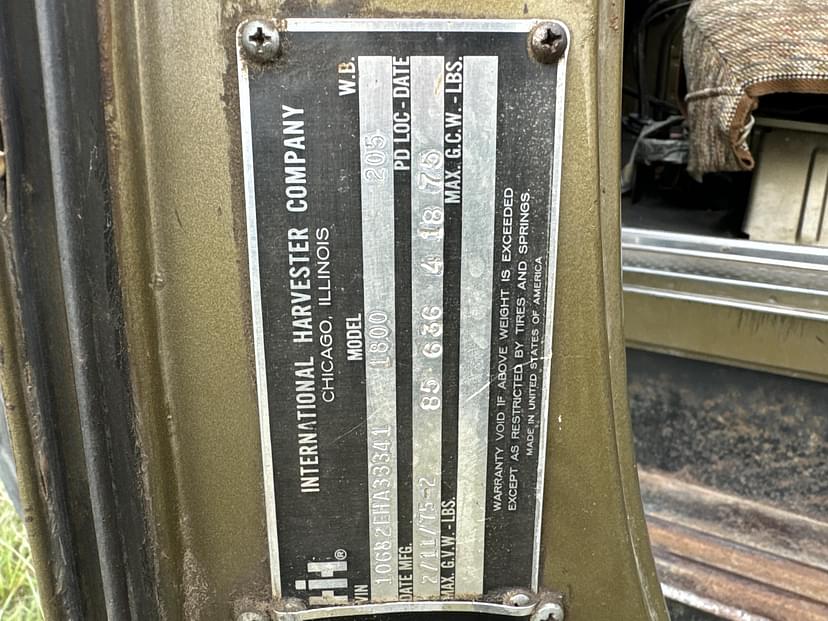 INTERNATIONAL HARVESTER COMPANY
CHICAGO, ILLINOIS
VIN MODEL W.B.
10682EHA33341 1800 205
DATE MFG. PD LOC-DATE
2/11/75-2 85 636 4 18 75
MAX. G.V.W.-LBS. MAX. G.C.W.-LBS.
WARRANTY VOID IF ABOVE WEIGHT IS EXCEEDED
EXCEPT AS RESTRICTED BY TIRES AND SPRINGS.
MADE IN UNITED STATES OF AMERICA